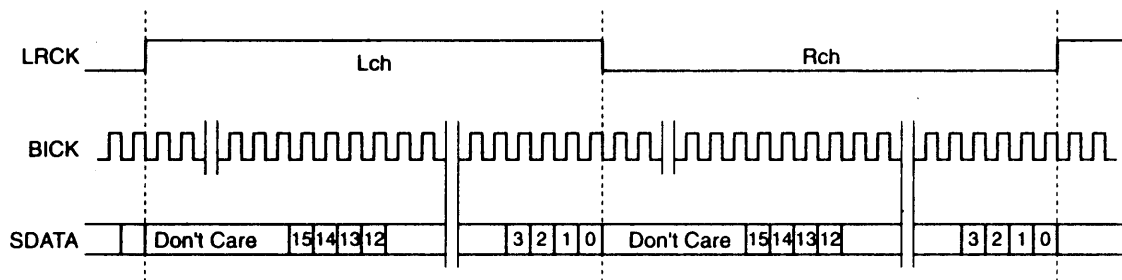 LRCK Lch Rch
BICK
SDATA Don't Care 15 14 13 12 3 2 1 0 Don't Care 15 14 13 12 3 2 1 0